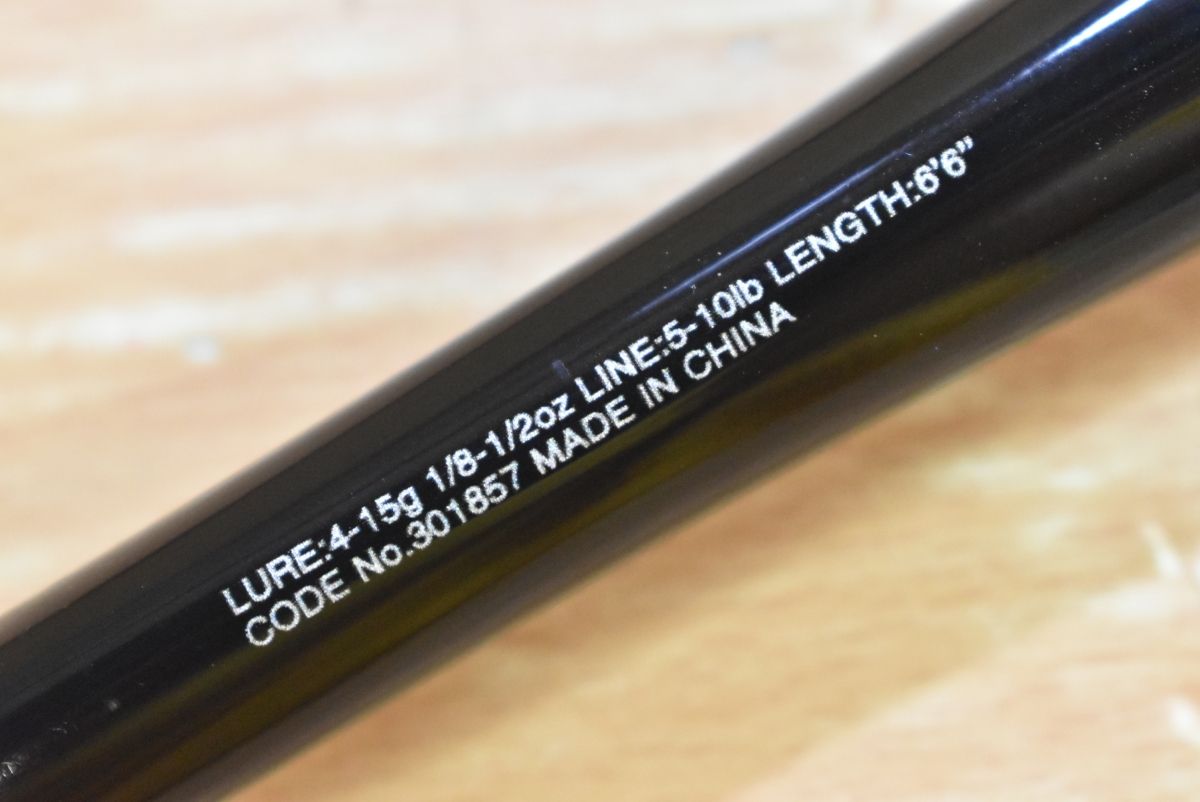 LURE:4-15g 1/8-1/2oz LINE:5-10lb LENGTH:6'6”
CODE No.301857 MADE IN CHINA